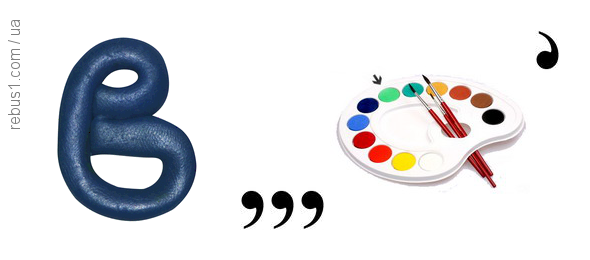 rebus1.com/ua
В
,
,,,